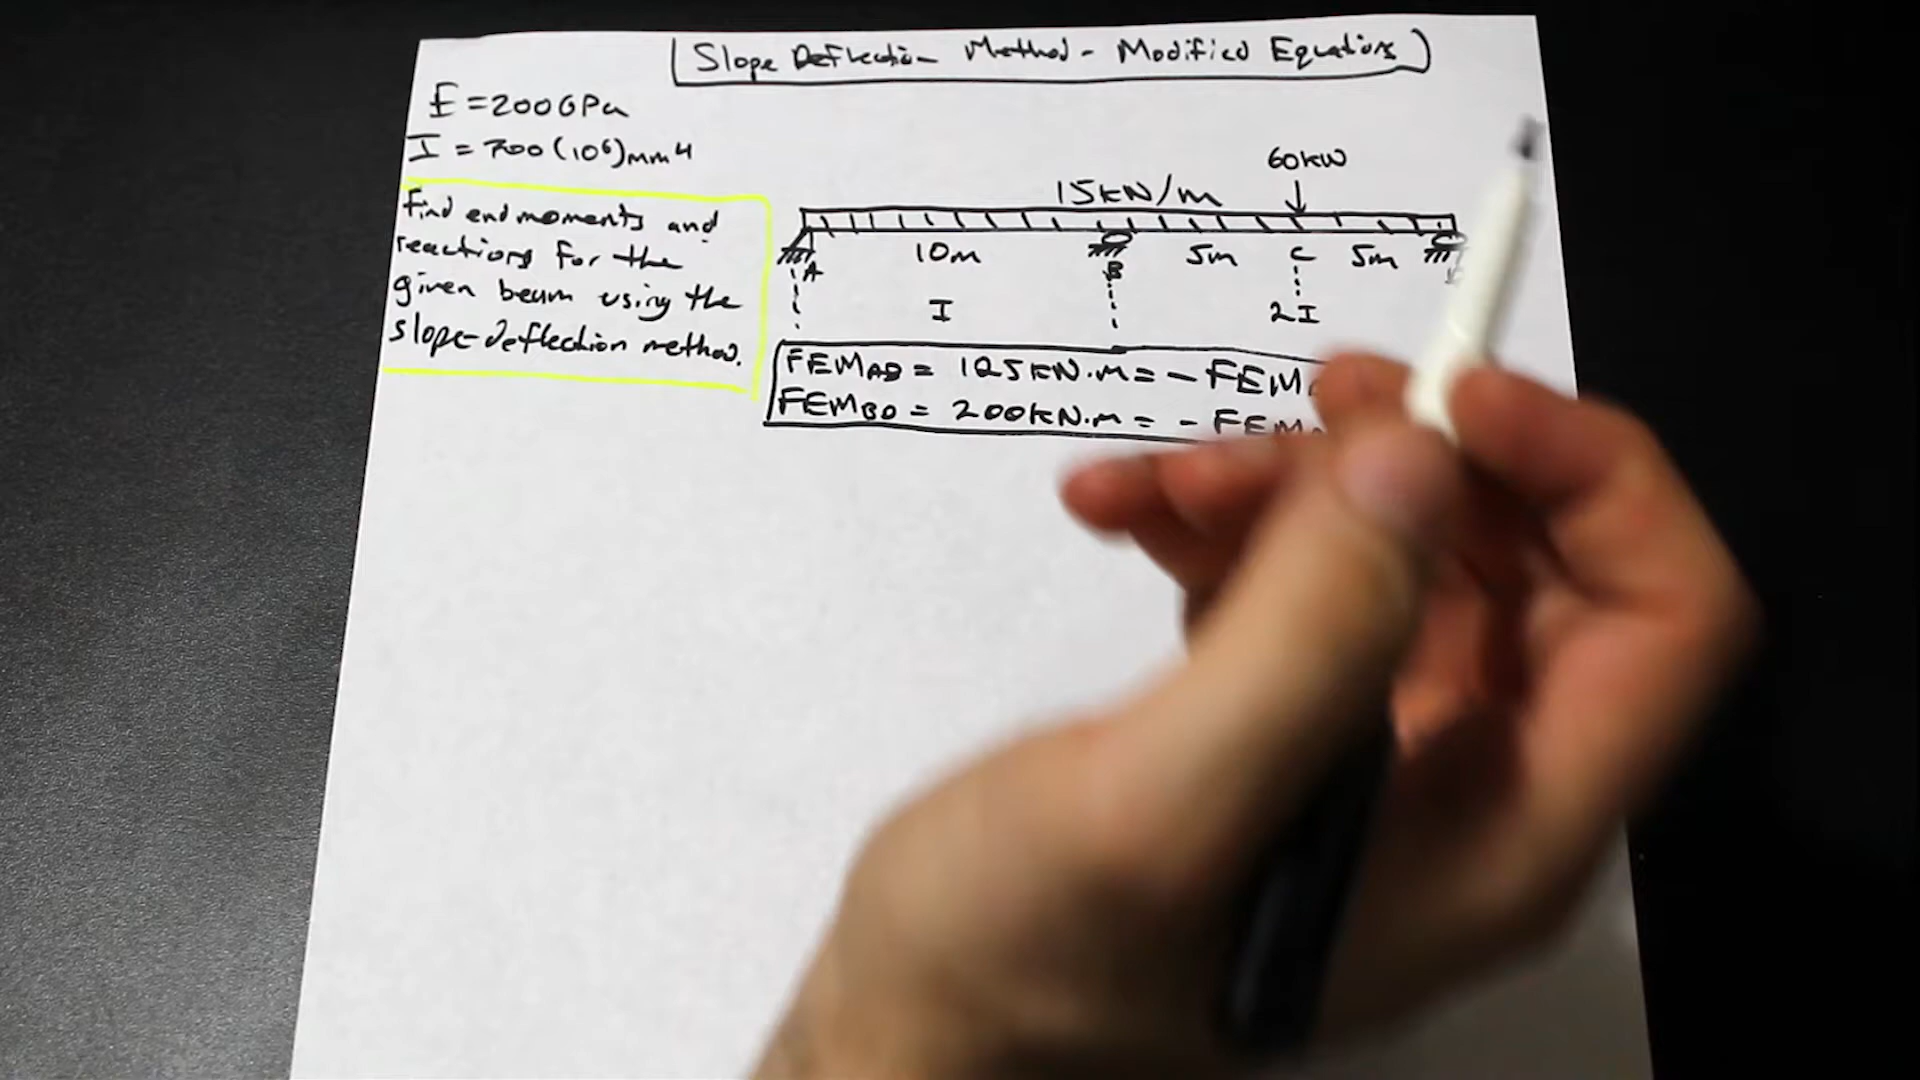 Slope Deflection Method - Modified Equations
E = 200GPa
I = 700(10⁶)mm4
60kN
15kN/m
Find end moments and
reactions for the
given beam using the
slope-deflection method.
10m
5m
C
5m
A
B
I
2I
FEMAB = 125kN.m = - FEM
FEMBD = 200kN.m = - FEM